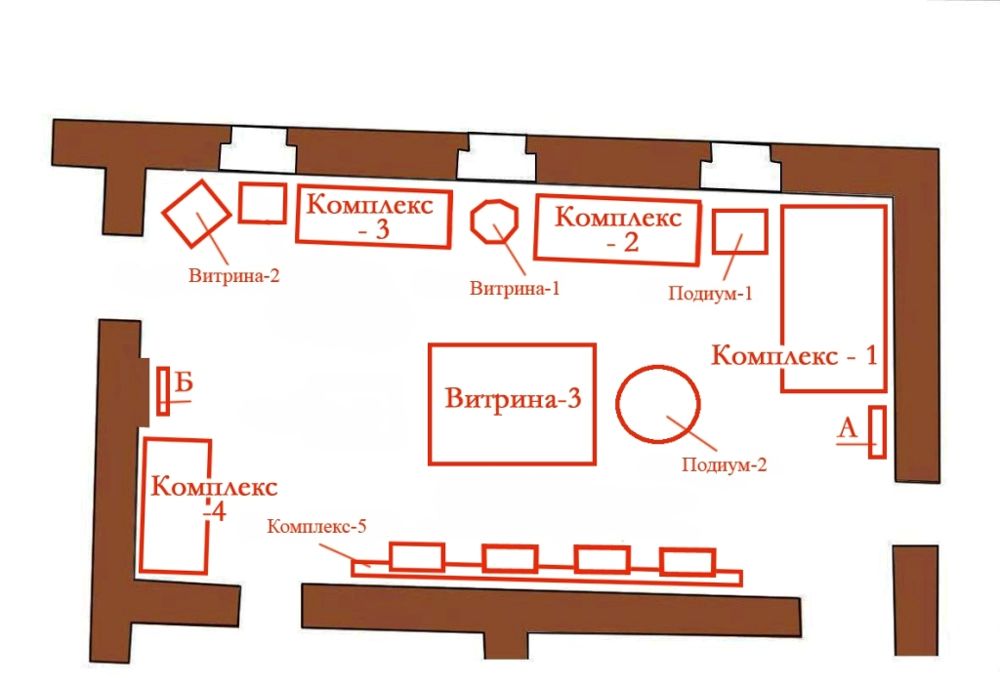 Комплекс
- 3
Комплекс
- 2
Витрина-2
Витрина-1
Подиум-1
Комплекс - 1
Б
Витрина-3
А
Подиум-2
Комплекс
-4
Комплекс-5